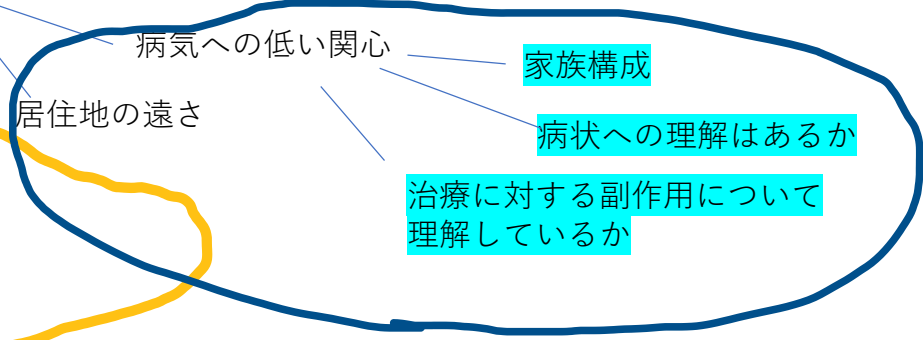 病気への低い関心
家族構成
居住地の遠さ
病状への理解はあるか
治療に対する副作用について
理解しているか